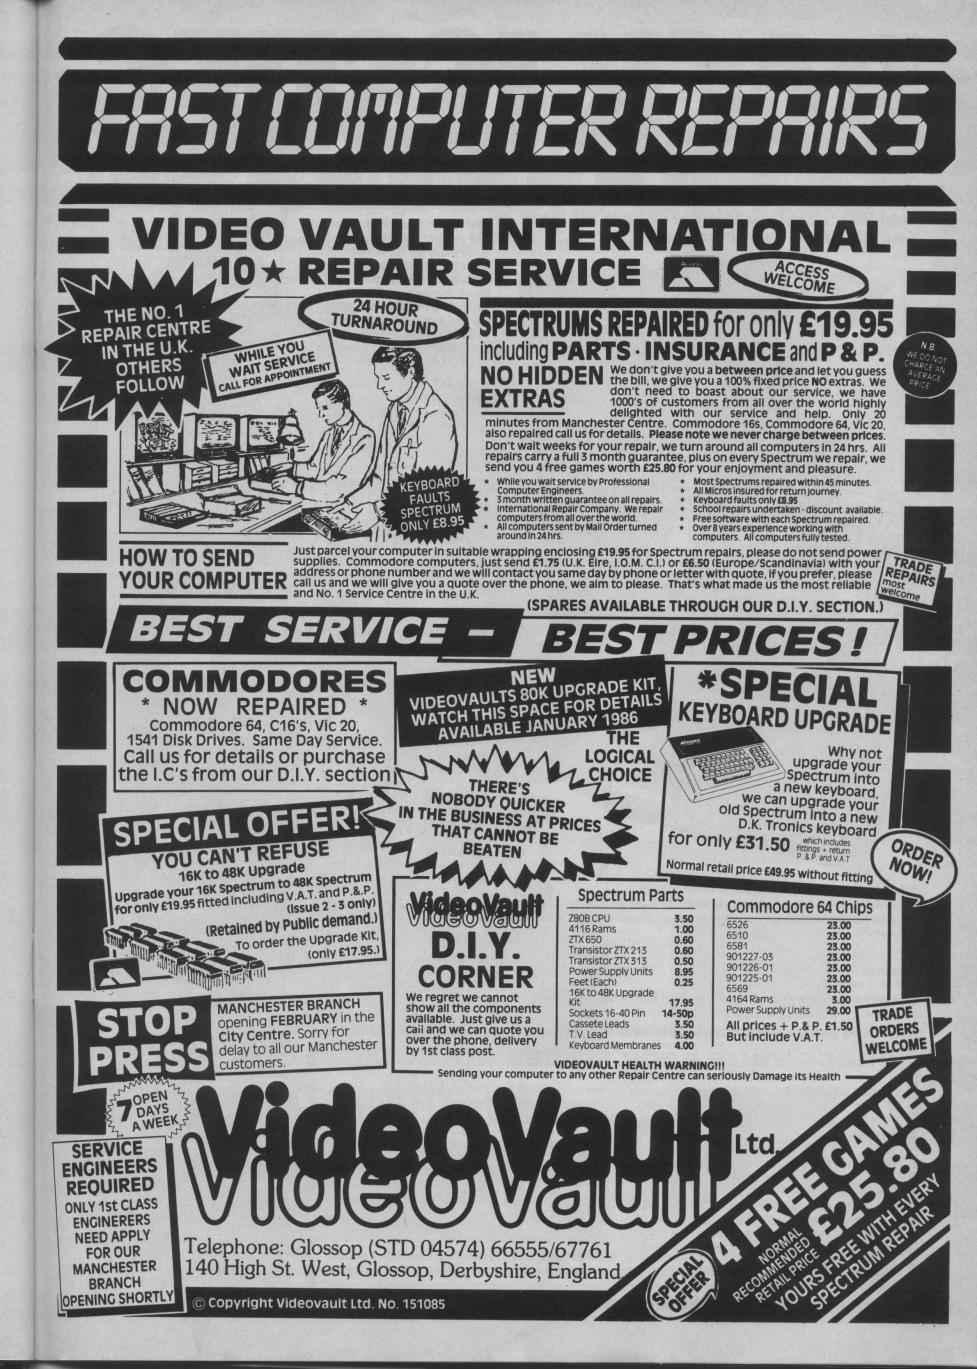 FAST COMPUTER REPAIRS
VIDEO VAULT INTERNATIONAL
10★ REPAIR SERVICE
Access
ACCESS
WELCOME
THE NO. 1
REPAIR CENTRE
IN THE U.K.
OTHERS
FOLLOW
24 HOUR
TURNAROUND
WHILE YOU
WAIT SERVICE
CALL FOR APPOINTMENT
KEYBOARD
FAULTS
SPECTRUM
ONLY £8.95
SPECTRUMS REPAIRED for only £19.95
including PARTS · INSURANCE and P & P.
NO HIDDEN
EXTRAS
We don't give you a between price and let you guess
the bill, we give you a 100% fixed price NO extras. We
don't need to boast about our service, we have
1000's of customers from all over the world highly
delighted with our service and help. Only 20
minutes from Manchester Centre. Commodore 16s, Commodore 64, Vic 20,
also repaired call us for details. Please note we never charge between prices.
Don't wait weeks for your repair, we turn around all computers in 24 hrs. All
repairs carry a full 3 month guarantee, plus on every Spectrum we repair, we
send you 4 free games worth £25.80 for your enjoyment and pleasure.
N B
WE DO NOT
CHARGE AN
AVERAGE
PRICE
* While you wait service by Professional
Computer Engineers.
* 3 month written guarantee on all repairs.
* International Repair Company. We repair
computers from all over the world.
* All computers sent by Mail Order turned
around in 24 hrs.
* Most Spectrums repaired within 45 minutes.
* All Micros insured for return journey.
* Keyboard faults only £8.95
* School repairs undertaken - discount available.
* Free software with each Spectrum repaired.
* Over 8 years experience working with
computers. All computers fully tested.
HOW TO SEND
YOUR COMPUTER
Just parcel your computer in suitable wrapping enclosing £19.95 for Spectrum repairs, please do not send power
supplies. Commodore computers, just send £1.75 (U.K. Eire, I.O.M. C.I.) or £6.50 (Europe/Scandinavia) with your
address or phone number and we will contact you same day by phone or letter with quote, If you prefer, please
call us and we will give you a quote over the phone, we aim to please. That's what made us the most reliable
and No. 1 Service Centre in the U.K.
(SPARES AVAILABLE THROUGH OUR D.I.Y. SECTION.)
TRADE
REPAIRS
most
welcome
BEST SERVICE –
BEST PRICES!
COMMODORES
* NOW REPAIRED *
Commodore 64, C16's, Vic 20,
1541 Disk Drives. Same Day Service.
Call us for details or purchase
the I.C's from our D.I.Y. section
NEW
VIDEOVAULTS 80K UPGRADE KIT,
WATCH THIS SPACE FOR DETAILS
AVAILABLE JANUARY 1986
THE
LOGICAL
CHOICE
THERE'S
NOBODY QUICKER
IN THE BUSINESS AT PRICES
THAT CANNOT BE
BEATEN
*SPECIAL
KEYBOARD UPGRADE
Why not
upgrade your
Spectrum into
a new keyboard,
we can upgrade your
old Spectrum into a new
D.K. Tronics keyboard
for only £31.50
which includes
fittings + return
P. & P. and V.A.T
Normal retail price £49.95 without fitting
ORDER
NOW!
SPECIAL OFFER!
YOU CAN'T REFUSE
16K to 48K Upgrade
Upgrade your 16K Spectrum to 48K Spectrum
for only £19.95 fitted including V.A.T. and P.&.P.
(issue 2 - 3 only)
(Retained by Public demand.)
To order the Upgrade Kit,
(only £17.95.)
STOP
PRESS
MANCHESTER BRANCH
opening FEBRUARY in the
City Centre. Sorry for
delay to all our Manchester
customers.
VideoVault
VideoVault
D.I.Y.
CORNER
We regret we cannot
show all the components
available. Just give us a
call and we can quote you
over the phone, delivery
by 1st class post.
Spectrum Parts
Z80B CPU 3.50
4116 Rams 1.00
ZTX 650 0.60
Transistor ZTX 213 0.60
Transistor ZTX 313 0.50
Power Supply Units 8.95
Feet (Each) 0.25
16K to 48K Upgrade
Kit 17.95
Sockets 16-40 Pin 14-50p
Cassete Leads 3.50
T.V. Lead 3.50
Keyboard Membranes 4.00
Commodore 64 Chips
6526 23.00
6510 23.00
6581 23.00
901227-03 23.00
901226-01 23.00
901225-01 23.00
6569 23.00
4164 Rams 3.00
Power Supply Units 29.00
All prices + P. & P. £1.50
But include V.A.T.
TRADE
ORDERS
WELCOME
VIDEOVAULT HEALTH WARNING!!!
Sending your computer to any other Repair Centre can seriously Damage its Health
7 OPEN
DAYS
A WEEK
SERVICE
ENGINEERS
REQUIRED
ONLY 1st CLASS
ENGINERERS
NEED APPLY
FOR OUR
MANCHESTER
BRANCH
OPENING SHORTLY
VideoVault Ltd.
VideoVault
Telephone: Glossop (STD 04574) 66555/67761
140 High St. West, Glossop, Derbyshire, England.
© Copyright Videovault Ltd. No. 151085
SPECIAL
OFFER
4 FREE GAMES
NORMAL
RECOMMENDED
RETAIL PRICE
£25.80
YOURS FREE WITH EVERY
SPECTRUM REPAIR